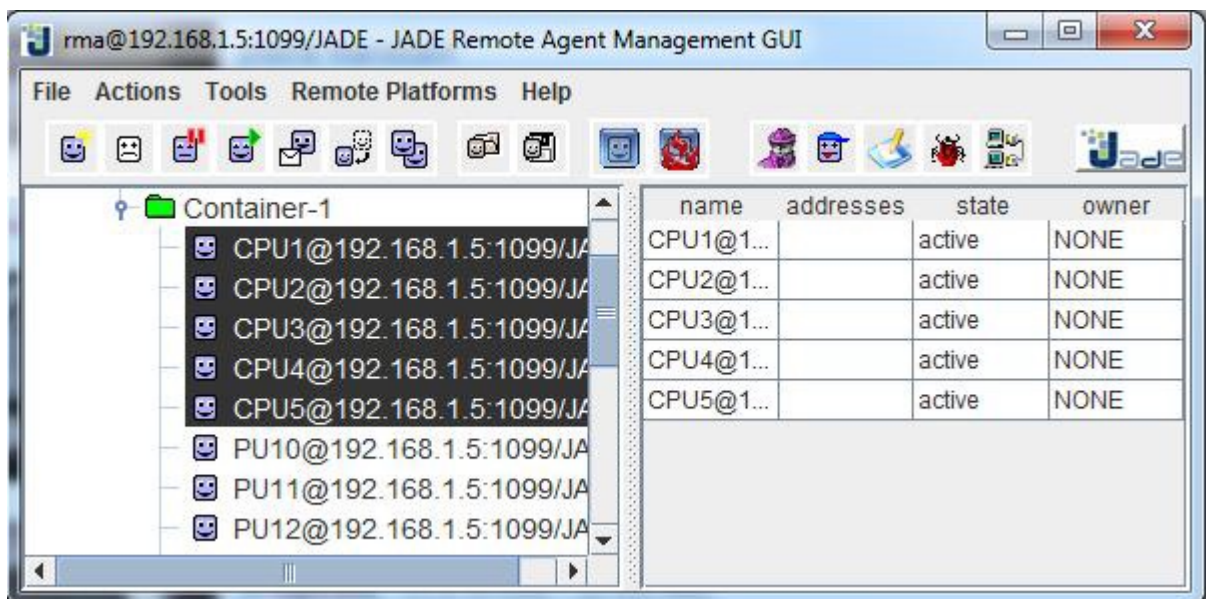 rma@192.168.1.5:1099/JADE - JADE Remote Agent Management GUI
File Actions Tools Remote Platforms Help
Jade
Container-1
CPU1@192.168.1.5:1099/JA
CPU2@192.168.1.5:1099/JA
CPU3@192.168.1.5:1099/JA
CPU4@192.168.1.5:1099/JA
CPU5@192.168.1.5:1099/JA
PU10@192.168.1.5:1099/JA
PU11@192.168.1.5:1099/JA
PU12@192.168.1.5:1099/JA
name addresses state owner
CPU1@1... active NONE
CPU2@1... active NONE
CPU3@1... active NONE
CPU4@1... active NONE
CPU5@1... active NONE